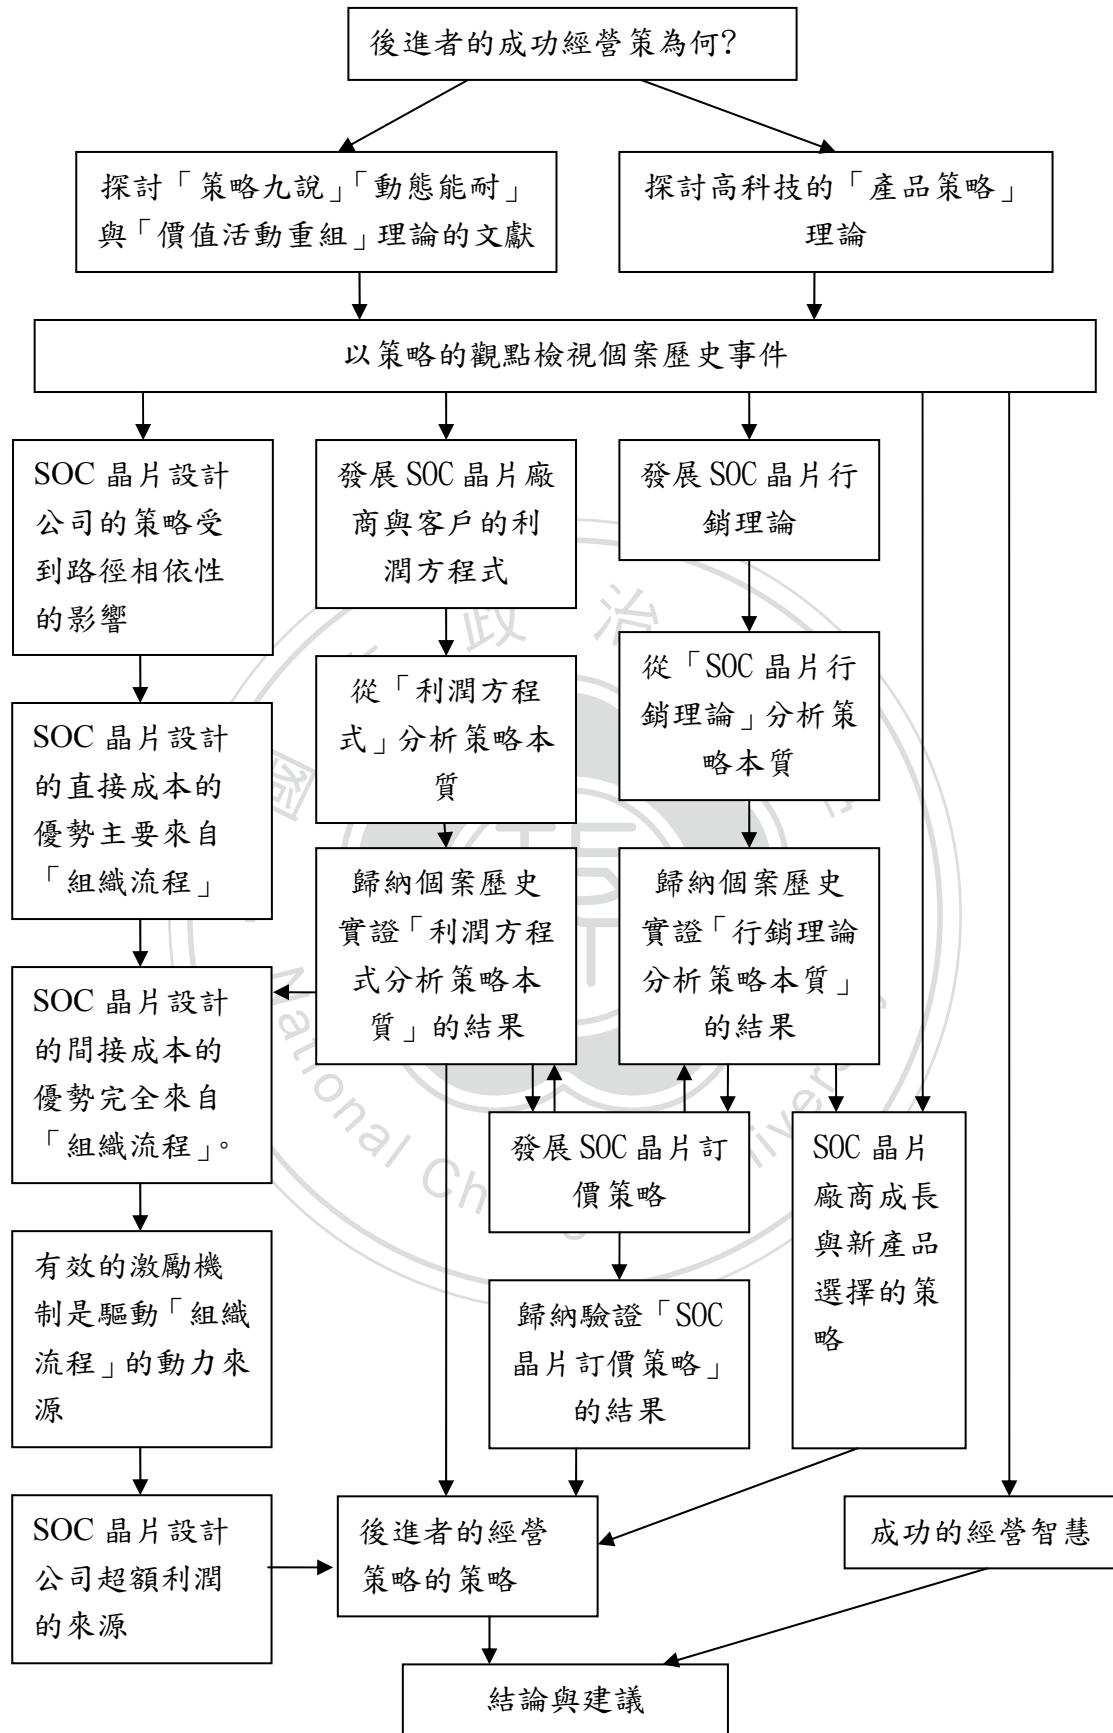 後進者的成功經營策為何?
探討「策略九說」「動態能耐」
與「價值活動重組」理論的文獻
探討高科技的「產品策略」
理論
以策略的觀點檢視個案歷史事件
SOC 晶片設計
公司的策略受
到路徑相依性
的影響
發展 SOC 晶片廠
商與客戶的利
潤方程式
發展 SOC 晶片行
銷理論
從「利潤方程
式」分析策略本
質
從「SOC 晶片行
銷理論」分析策
略本質
SOC 晶片設計
的直接成本的
優勢主要來自
「組織流程」
歸納個案歷史
實證「利潤方程
式分析策略本
質」的結果
歸納個案歷史
實證「行銷理論
分析策略本質」
的結果
SOC 晶片設計
的間接成本的
優勢完全來自
「組織流程」。
發展 SOC 晶片訂
價策略
SOC 晶片
廠商成長
與新產品
選擇的策
略
有效的激勵機
制是驅動「組織
流程」的動力來
源
歸納驗證「SOC
晶片訂價策略」
的結果
SOC 晶片設計
公司超額利潤
的來源
後進者的經營
策略的策略
成功的經營智慧
結論與建議
政 治
National Ch